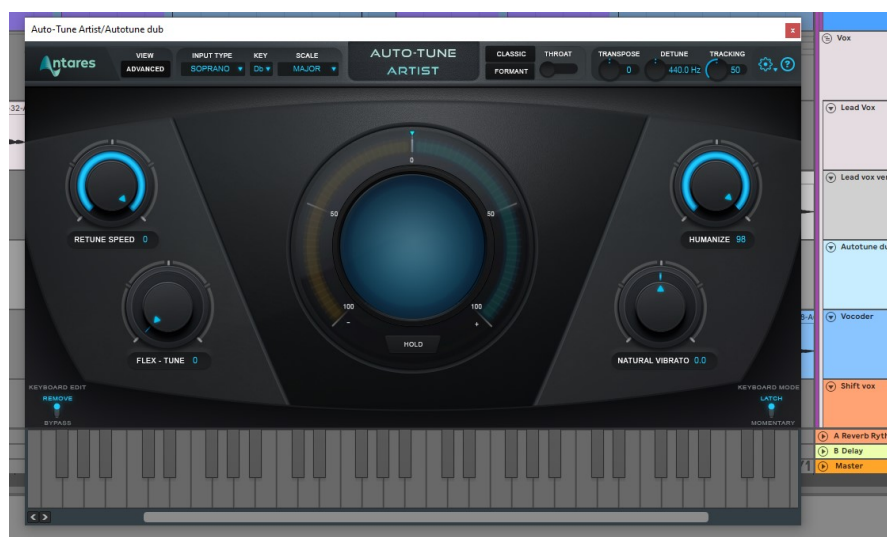 Auto-Tune Artist/Autotune dub
x
Antares
VIEW
ADVANCED
INPUT TYPE
SOPRANO
KEY
Db
SCALE
MAJOR
AUTO-TUNE
ARTIST
CLASSIC
FORMANT
THROAT
TRANSPOSE
0
DETUNE
440.0 Hz
TRACKING
50
?
RETUNE SPEED 0
FLEX - TUNE 0
0
50
50
100
100
-
+
HOLD
HUMANIZE 98
NATURAL VIBRATO 0.0
KEYBOARD EDIT
REMOVE
BYPASS
KEYBOARD MODE
LATCH
MOMENTARY
< >
Vox
Lead Vox
Lead vox ver
Autotune du
Vocoder
Shift vox
A Reverb Ryt
B Delay
Master